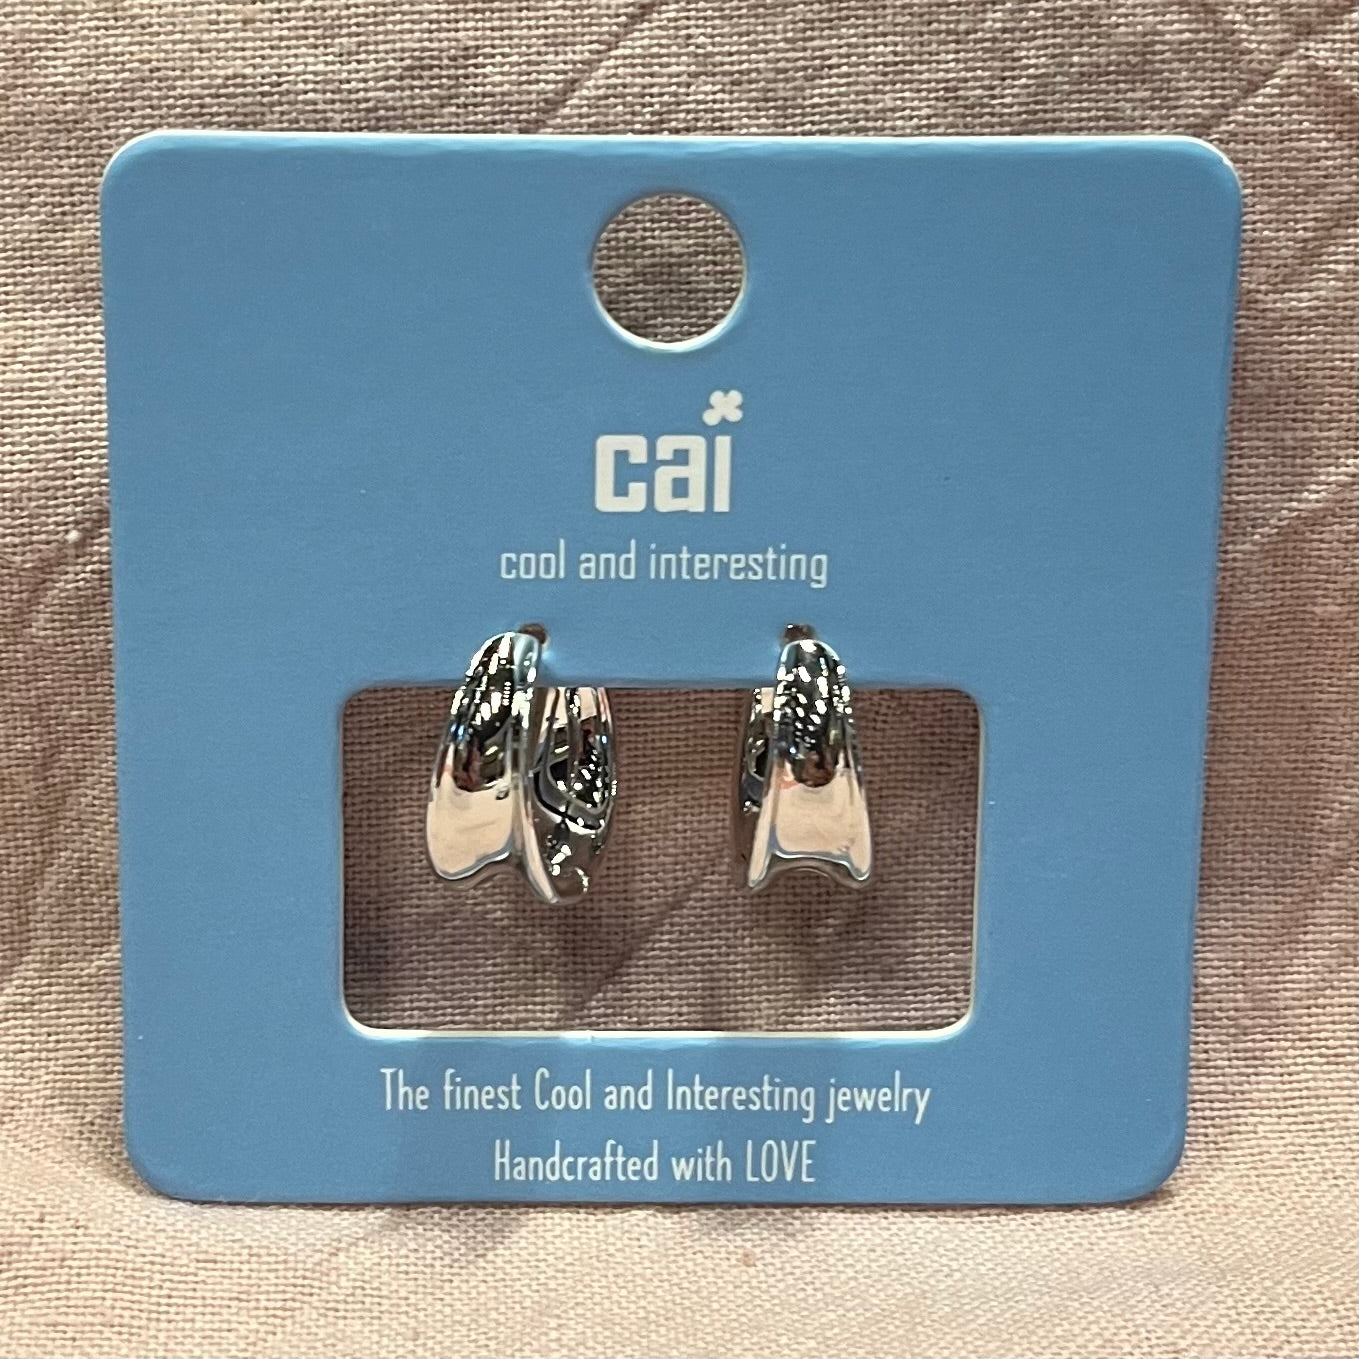 cai
cool and interesting
The finest Cool and Interesting jewelry
Handcrafted with LOVE